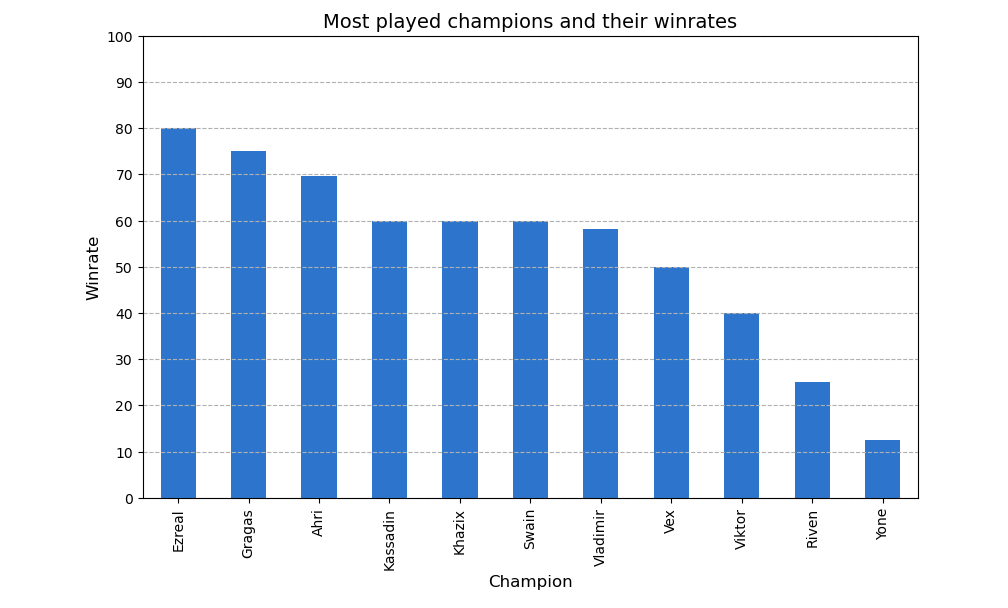 Most played champions and their winrates
100
90
80
70
60
50
40
30
20
10
0
Winrate
Ezreal
Gragas
Ahri
Kassadin
Khazix
Swain
Vladimir
Vex
Viktor
Riven
Yone
Champion